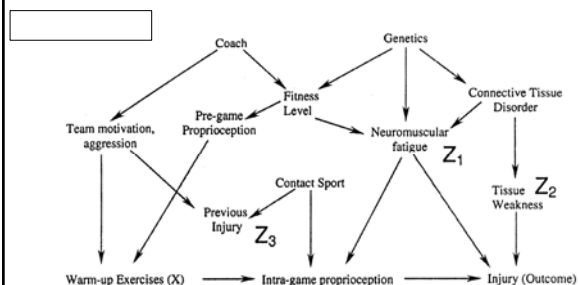 Coach
Genetics
Fitness
Level
Connective Tissue
Disorder
Pre-game
Proprioception
Team motivation,
aggression
Neuromuscular
fatigue
Z1
Contact Sport
Tissue
Weakness
Z2
Previous
Injury
Z3
Warm-up Exercises (X)
Intra-game proprioception
Injury (Outcome)